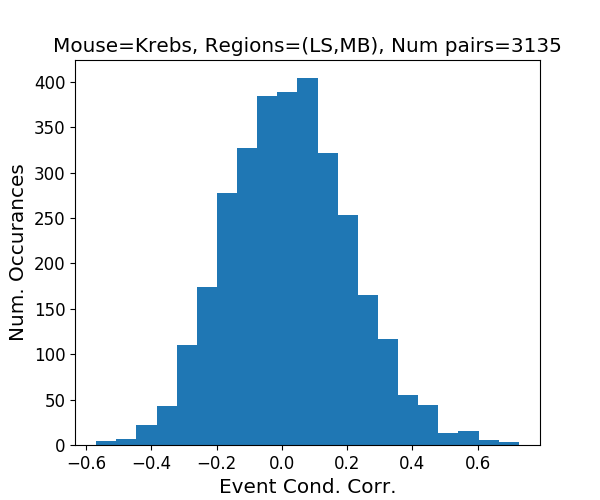 Mouse=Krebs, Regions=(LS,MB), Num pairs=3135
Num. Occurances
400
350
300
250
200
150
100
50
0
−0.6 −0.4 −0.2 0.0 0.2 0.4 0.6
Event Cond. Corr.